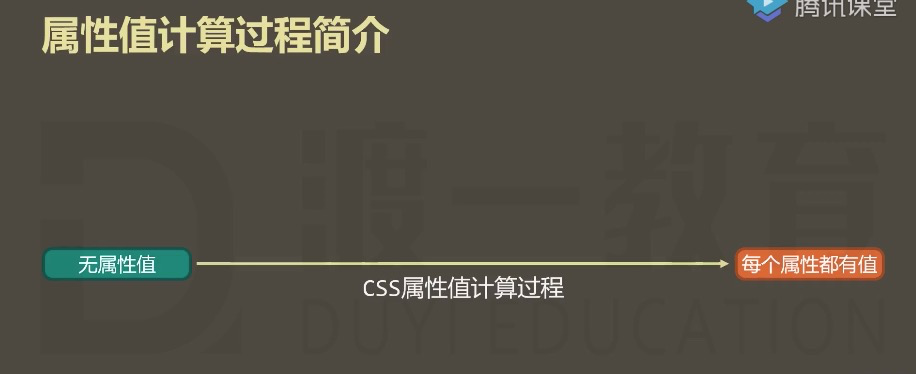 腾讯课堂
属性值计算过程简介
渡一教育
无属性值
每个属性都有值
CSS属性值计算过程
DUYI EDUCATION